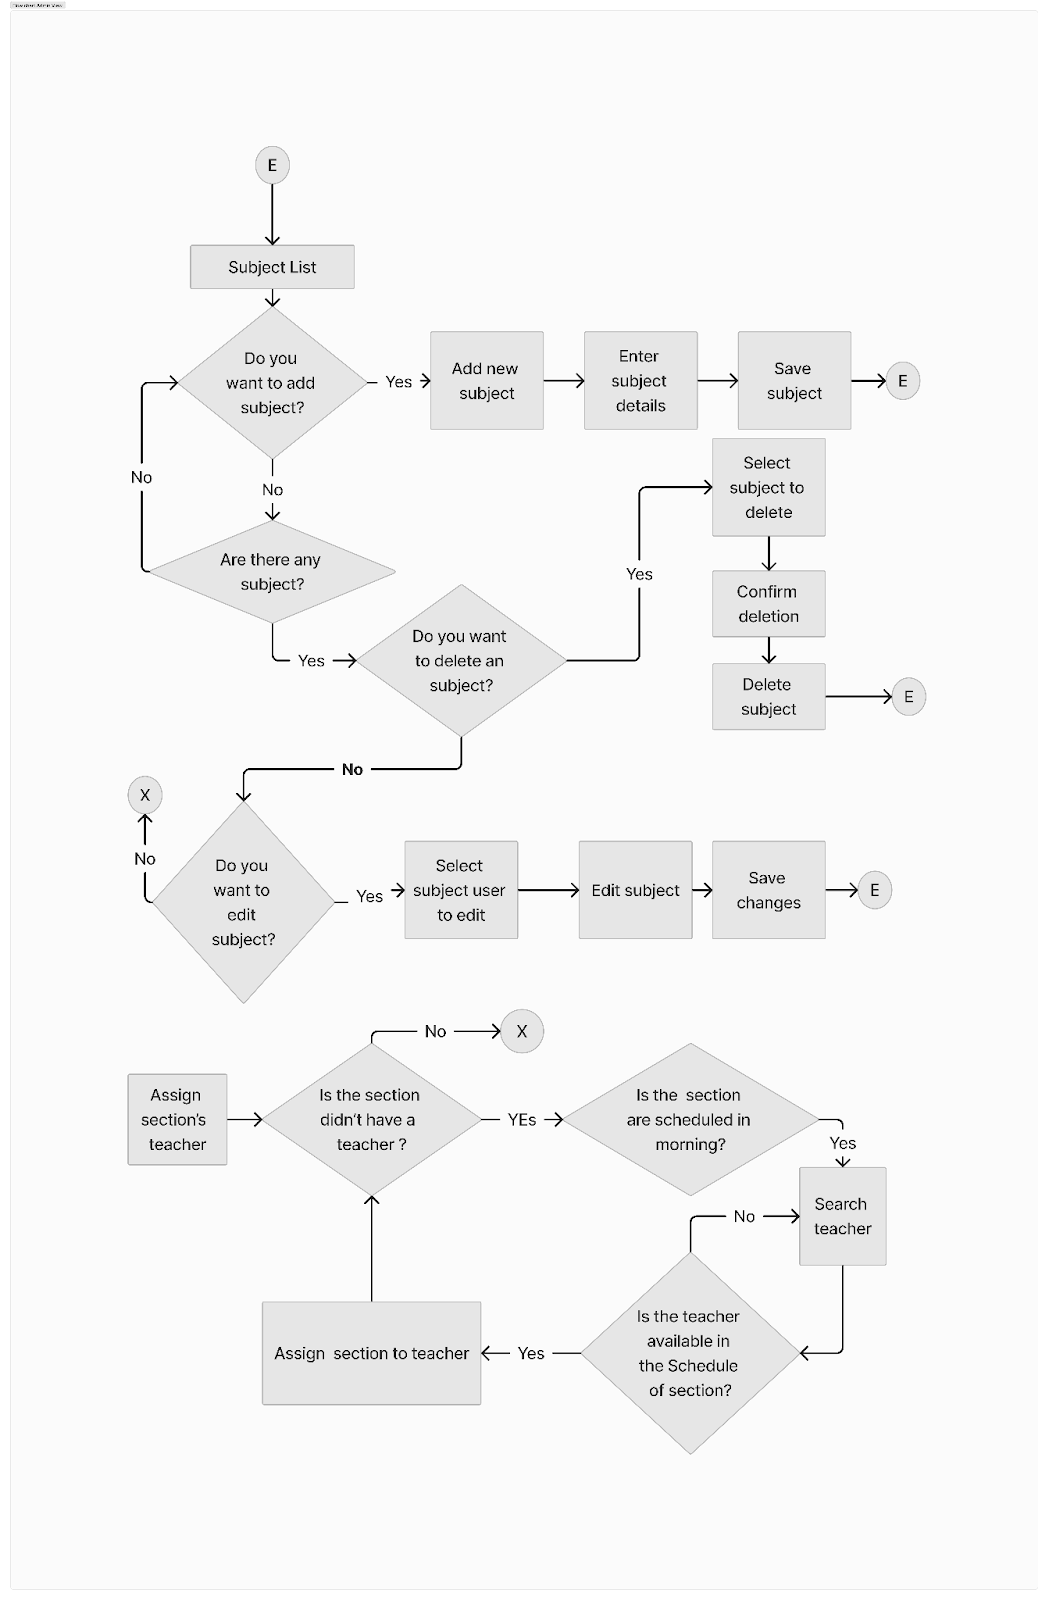 E
Subject List
Do you
want to add
subject?
Yes
Add new
subject
Enter
subject
details
Save
subject
E
No
No
Select
subject to
delete
Are there any
subject?
Yes
Confirm
deletion
Do you want
to delete an
subject?
Yes
Delete
subject
E
No
X
No
Do you
want to
edit
subject?
Yes
Select
subject user
to edit
Edit subject
Save
changes
E
No
X
Assign
section's
teacher
Is the section
didn't have a
teacher ?
YEs
Is the  section
are scheduled in
morning?
Yes
Search
teacher
No
Is the teacher
available in
the Schedule
of section?
Yes
Assign  section to teacher